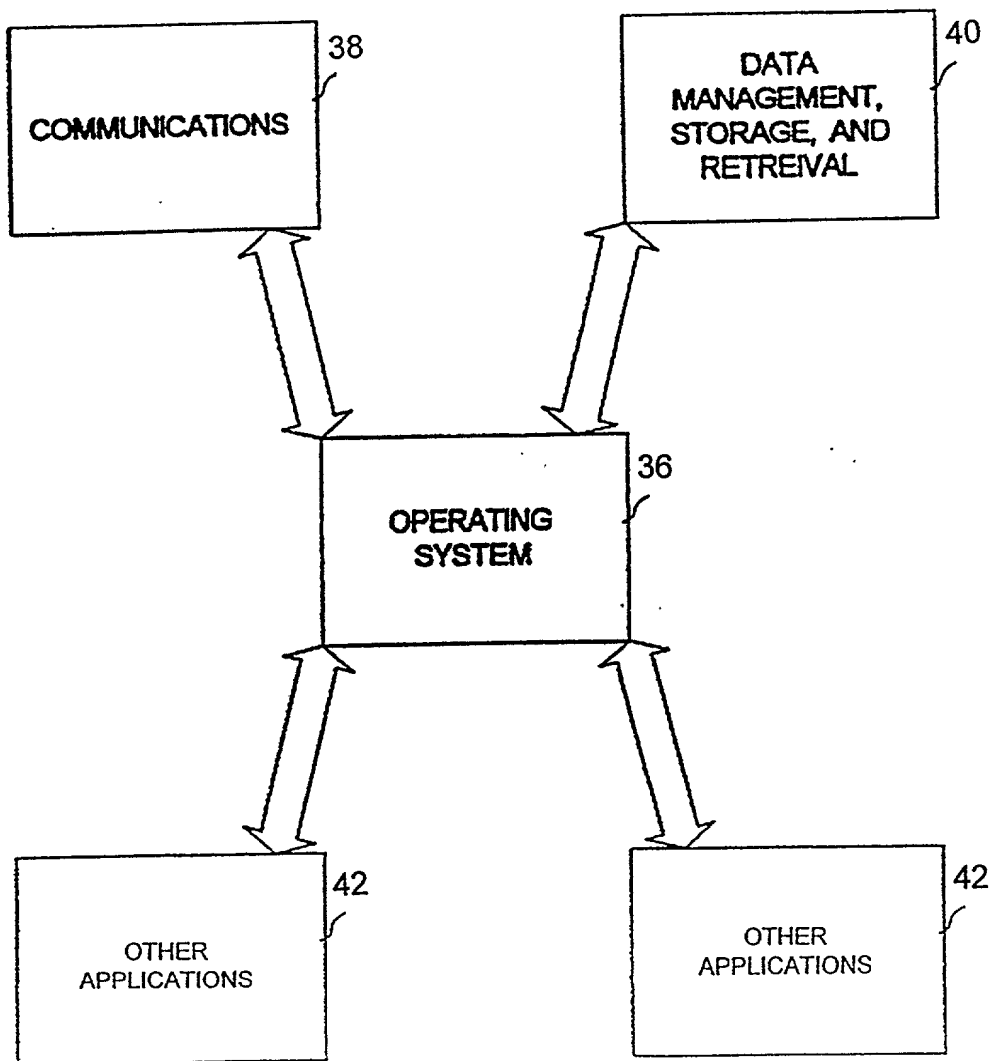 38
COMMUNICATIONS
40
DATA
MANAGEMENT,
STORAGE, AND
RETREIVAL
36
OPERATING
SYSTEM
42
OTHER
APPLICATIONS
42
OTHER
APPLICATIONS